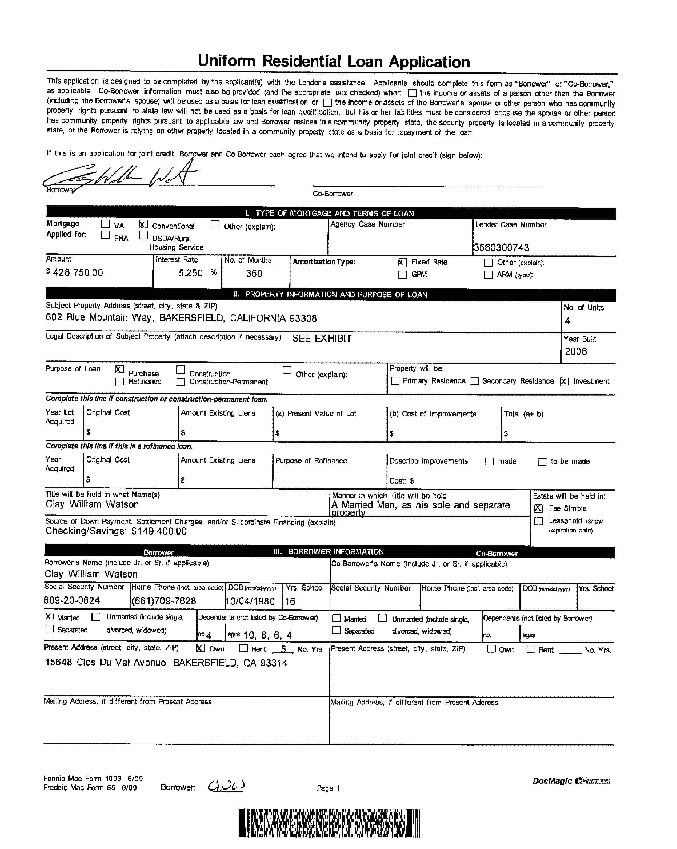 Uniform Residential Loan Application
This application is designed to be completed by the applicant(s) with the Lender's assistance. Applicants should complete this form as "Borrower" or "Co-Borrower,"
as applicable. Co-Borrower information must also be provided (and the appropriate box checked) when ☐ the income or assets of a person other than the Borrower
(including the Borrower's spouse) will be used as a basis for loan qualification or ☐ the income or assets of the Borrower's spouse or other person who has community
property rights pursuant to state law will not be used as a basis for loan qualification, but his or her liabilities must be considered because the spouse or other person
has community property rights pursuant to applicable law and Borrower resides in a community property state, the security property is located in a community property
state, or the Borrower is relying on other property located in a community property state as a basis for repayment of the loan.
If this is an application for joint credit, Borrower and Co-Borrower each agree that we intend to apply for joint credit (sign below):
Borrower Co-Borrower
I. TYPE OF MORTGAGE AND TERMS OF LOAN
Mortgage Applied for: ☐ VA ☒ Conventional ☐ Other (explain): Agency Case Number Lender Case Number
☐ FHA ☐ USDA/Rural Housing Service 3680300743
Amount Interest Rate No. of Months Amortization Type: ☒ Fixed Rate ☐ Other (explain):
$ 428,750.00 5.250 % 360 ☐ GPM: ☐ ARM (type):
II. PROPERTY INFORMATION AND PURPOSE OF LOAN
Subject Property Address (street, city, state & ZIP) No. of Units
602 Blue Mountain Way, BAKERSFIELD, CALIFORNIA 93308 4
Legal Description of Subject Property (attach description if necessary) SEE EXHIBIT Year Built
2006
Purpose of Loan ☒ Purchase ☐ Construction ☐ Other (explain): Property will be:
☐ Refinance ☐ Construction-Permanent ☐ Primary Residence ☐ Secondary Residence ☒ Investment
Complete this line if construction or construction-permanent loan.
Year Lot Acquired Original Cost Amount Existing Liens (a) Present Value of Lot (b) Cost of Improvements Total (a+ b)
$ $ $ $ $
Complete this line if this is a refinance loan.
Year Acquired Original Cost Amount Existing Liens Purpose of Refinance Describe Improvements ☐ made ☐ to be made
$ $ Cost: $
Title will be held in what Name(s) Manner in which Title will be held Estate will be held in:
Clay William Watson A Married Man, as his sole and separate property ☒ Fee Simple
Source of Down Payment, Settlement Charges, and/or Subordinate Financing (explain) ☐ Leasehold (show expiration date)
Checking/Savings: $149,400.00
Borrower III. BORROWER INFORMATION Co-Borrower
Borrower's Name (include Jr. or Sr. if applicable) Co-Borrower's Name (include Jr. or Sr. if applicable)
Clay William Watson
Social Security Number Home Phone (incl. area code) DOB (mm/dd/yyyy) Yrs. School Social Security Number Home Phone (incl. area code) DOB (mm/dd/yyyy) Yrs. School
609-20-0624 (661)709-7628 10/04/1980 16
☒ Married ☐ Unmarried (include single, Dependents (not listed by Co-Borrower) ☐ Married ☐ Unmarried (include single, Dependents (not listed by Borrower)
☐ Separated divorced, widowed) no. 4 ages 10, 8, 6, 4 ☐ Separated divorced, widowed) no. ages
Present Address (street, city, state, ZIP) ☒ Own ☐ Rent 5 No. Yrs. Present Address (street, city, state, ZIP) ☐ Own ☐ Rent No. Yrs.
15648 Clos Du Val Avenue, BAKERSFIELD, CA 93314
Mailing Address, if different from Present Address Mailing Address, if different from Present Address
Fannie Mae Form 1003 6/09 DocMagic
Freddie Mac Form 65 6/09 Borrower: Page 1